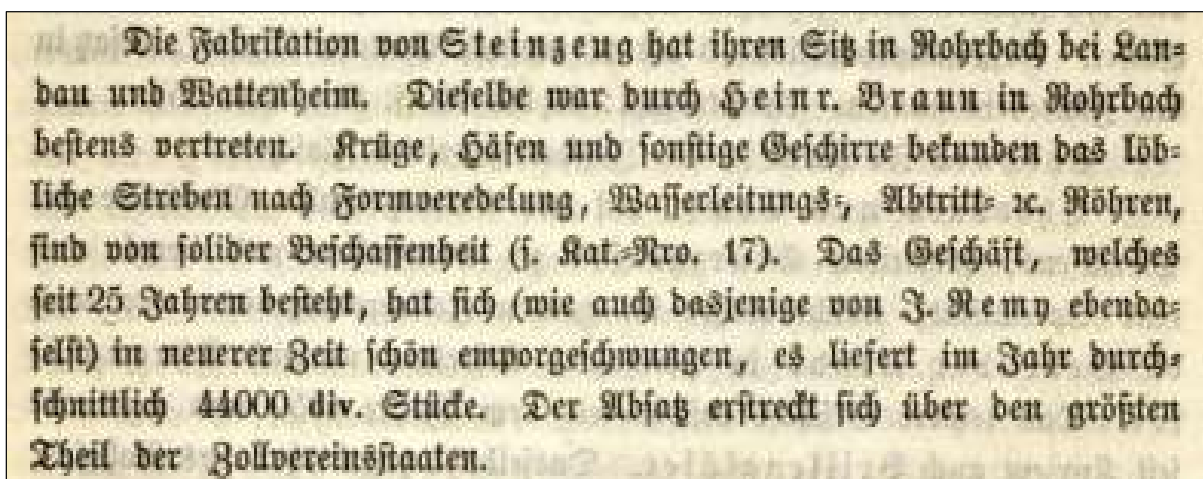 Die Fabrikation von Steinzeug hat ihren Sitz in Rohrbach bei Lan=
dau und Wattenheim. Dieselbe war durch Heinr. Braun in Rohrbach
bestens vertreten. Krüge, Häfen und sonstige Geschirre bekunden das löb=
liche Streben nach Formveredelung, Wasserleitungs=, Abtritt= ꝛc. Röhren,
sind von solider Beschaffenheit (s. Kat.=Nro. 17). Das Geschäft, welches
seit 25 Jahren besteht, hat sich (wie auch dasjenige von J. Remy ebenda=
selst) in neuerer Zeit schön emporgeschwungen, es liefert im Jahr durch=
schnittlich 44000 div. Stücke. Der Absatz erstreckt sich über den größten
Theil der Zollvereinsstaaten.